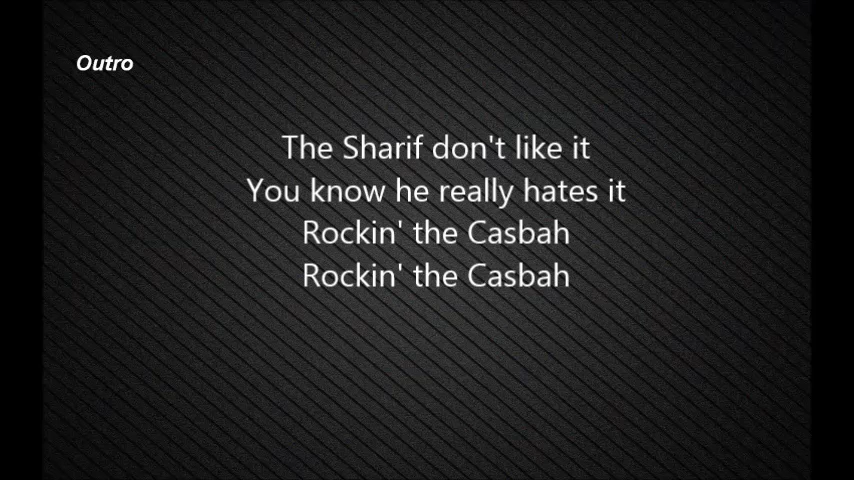 Outro
The Sharif don't like it
You know he really hates it
Rockin' the Casbah
Rockin' the Casbah